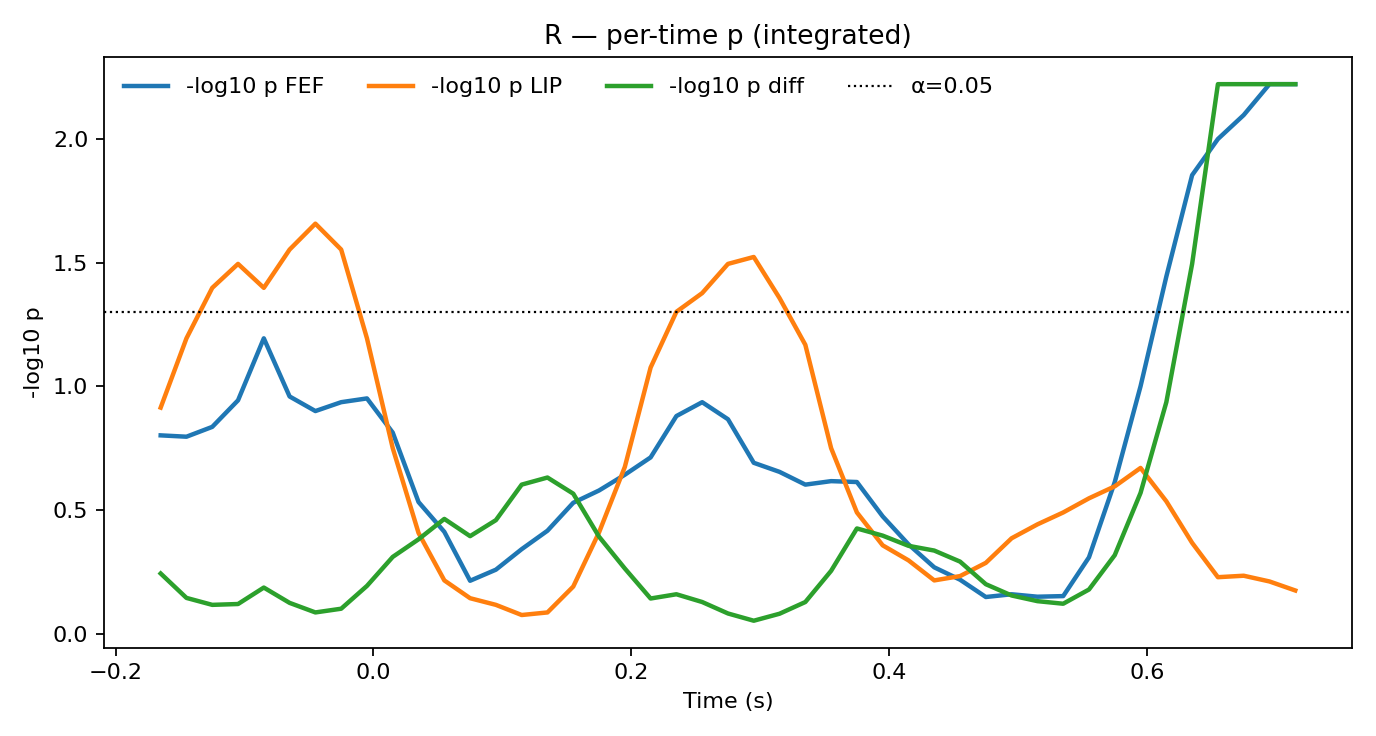 R — per-time p (integrated)
-log10 p FEF
-log10 p LIP
-log10 p diff
α=0.05
-log10 p
2.0
1.5
1.0
0.5
0.0
−0.2
0.0
0.2
0.4
0.6
Time (s)